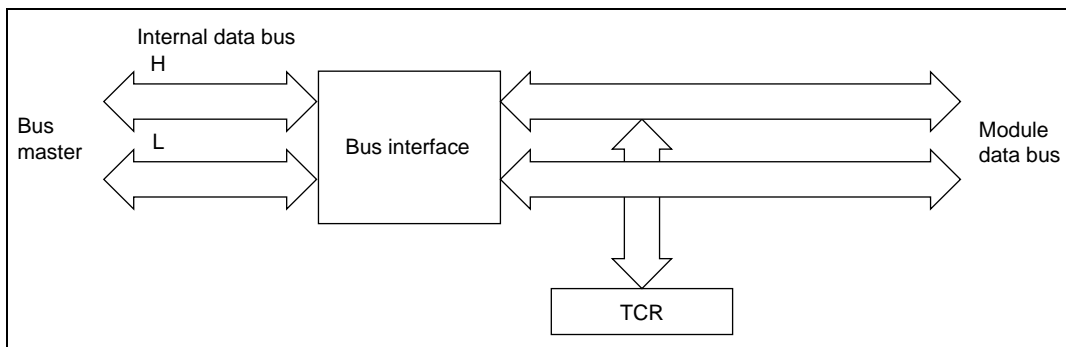 Internal data bus
H
Bus
master
L
Bus interface
Module
data bus
TCR